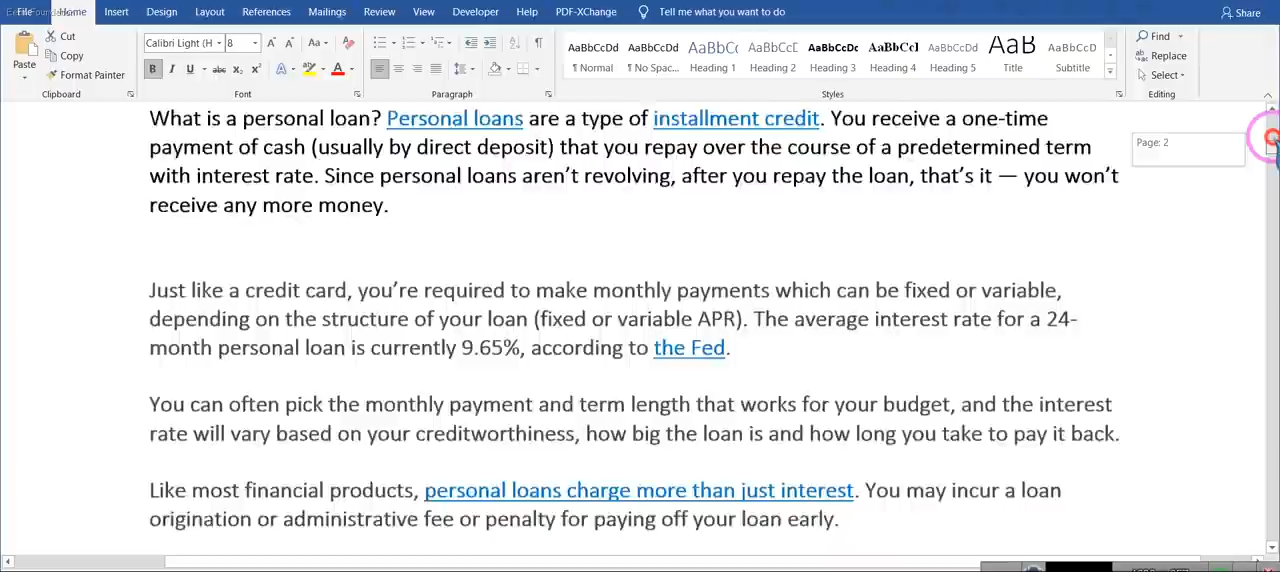 File Home Insert Design Layout References Mailings Review View Developer Help PDF-XChange Tell me what you want to do Share
Paste Cut Copy Format Painter
Calibri Light (H 8 Aa
B I U abc X₂ X² A A
AaBbCcDd AaBbCcDd AaBbCc AaBbCcD AaBbCcDc AaBbCcI AaBbCcDd AaB AaBbCcD
¶ Normal ¶ No Spac... Heading 1 Heading 2 Heading 3 Heading 4 Heading 5 Title Subtitle
Find Replace Select
Clipboard Font Paragraph Styles Editing
What is a personal loan? Personal loans are a type of installment credit. You receive a one-time
payment of cash (usually by direct deposit) that you repay over the course of a predetermined term
with interest rate. Since personal loans aren't revolving, after you repay the loan, that's it — you won't
receive any more money.
Page: 2
Just like a credit card, you're required to make monthly payments which can be fixed or variable,
depending on the structure of your loan (fixed or variable APR). The average interest rate for a 24-
month personal loan is currently 9.65%, according to the Fed.
You can often pick the monthly payment and term length that works for your budget, and the interest
rate will vary based on your creditworthiness, how big the loan is and how long you take to pay it back.
Like most financial products, personal loans charge more than just interest. You may incur a loan
origination or administrative fee or penalty for paying off your loan early.